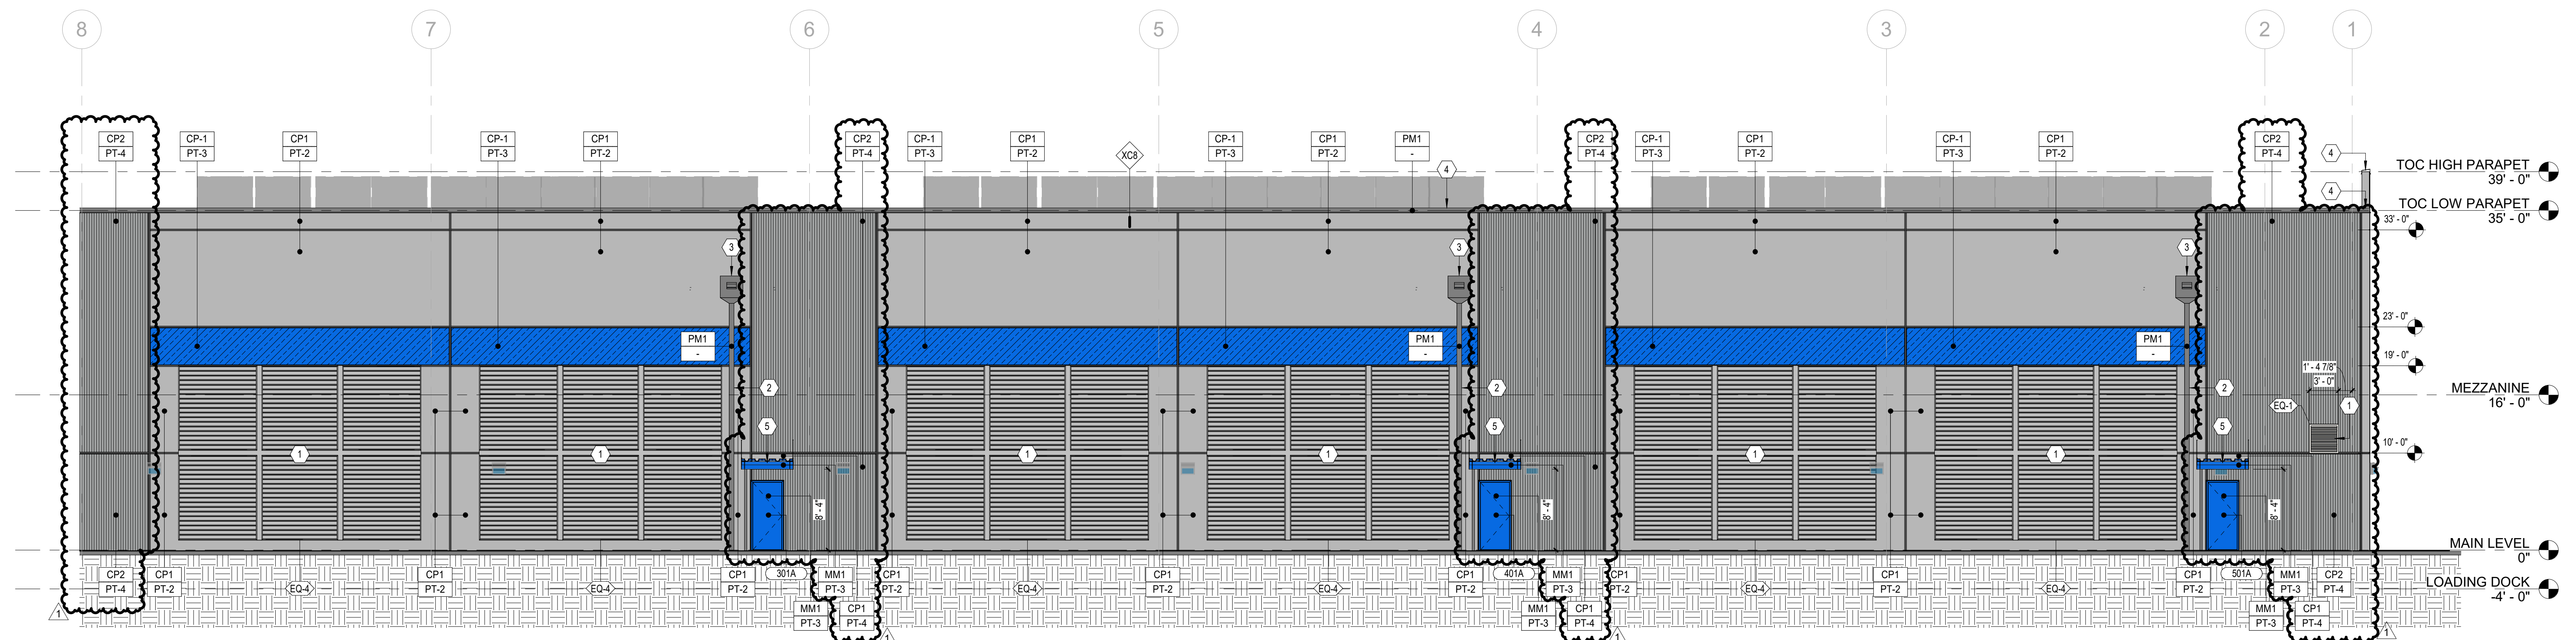 8
7
6
5
4
3
2
1
CP2
PT-4
CP-1
PT-3
CP1
PT-2
CP-1
PT-3
CP1
PT-2
CP2
PT-4
CP-1
PT-3
CP1
PT-2
XC8
CP-1
PT-3
CP1
PT-2
PM1
-
4
CP2
PT-4
CP-1
PT-3
CP1
PT-2
CP-1
PT-3
CP1
PT-2
CP2
PT-4
4
4
TOC HIGH PARAPET
39' - 0"
TOC LOW PARAPET
35' - 0"
33' - 0"
3
3
3
23' - 0"
PM1
-
PM1
-
PM1
-
19' - 0"
1' - 4 7/8"
3' - 0"
2
2
2
MEZZANINE
16' - 0"
EQ-1
1
5
5
5
10' - 0"
1
1
1
1
1
1
8' - 4"
8' - 4"
8' - 4"
MAIN LEVEL
0"
CP2
PT-4
CP1
PT-2
EQ-4
CP1
PT-2
EQ-4
CP1
PT-2
301A
MM1
PT-3
CP1
PT-2
EQ-4
CP1
PT-2
EQ-4
CP1
PT-2
401A
MM1
PT-3
CP1
PT-2
EQ-4
CP1
PT-2
EQ-4
CP1
PT-2
501A
MM1
PT-3
CP2
PT-4
LOADING DOCK
-4' - 0"
1
MM1
PT-3
CP1
PT-4
1
MM1
PT-3
CP1
PT-4
1
MM1
PT-3
CP1
PT-4
1